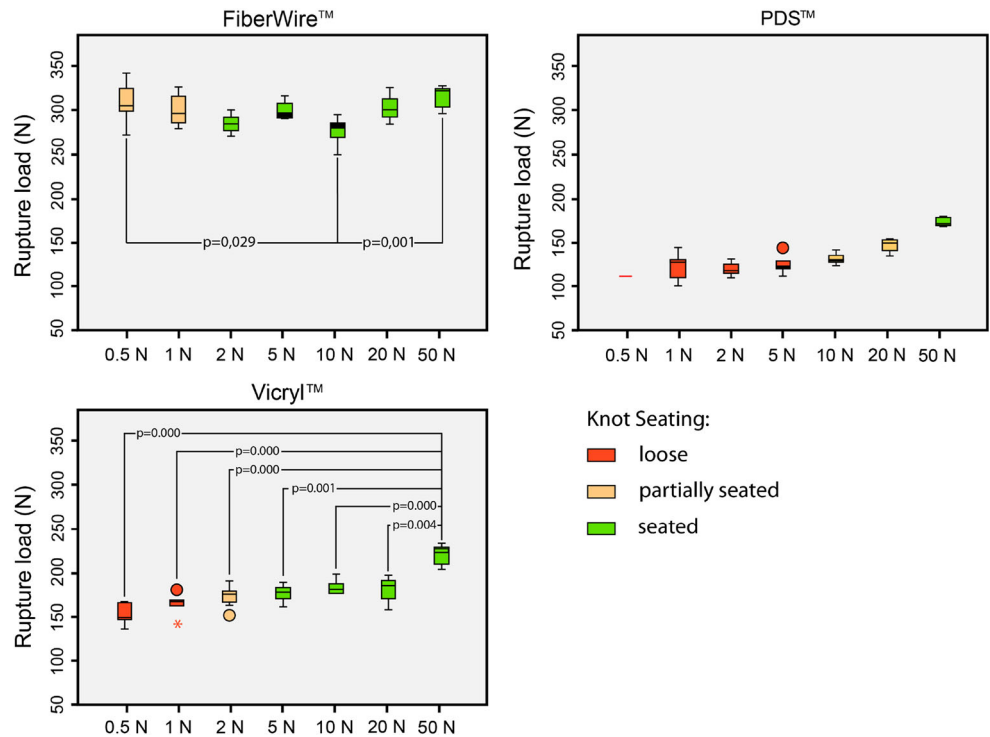 FiberWire™
Rupture load (N)
350
300
250
200
150
100
50
p=0,029
p=0,001
0.5 N 1 N 2 N 5 N 10 N 20 N 50 N
PDS™
Rupture load (N)
350
300
250
200
150
100
50
0.5 N 1 N 2 N 5 N 10 N 20 N 50 N
Vicryl™
Rupture load (N)
350
300
250
200
150
100
50
p=0.000
p=0.000
p=0.000
p=0.001
p=0.000
p=0.004
*
0.5 N 1 N 2 N 5 N 10 N 20 N 50 N
Knot Seating:
loose
partially seated
seated